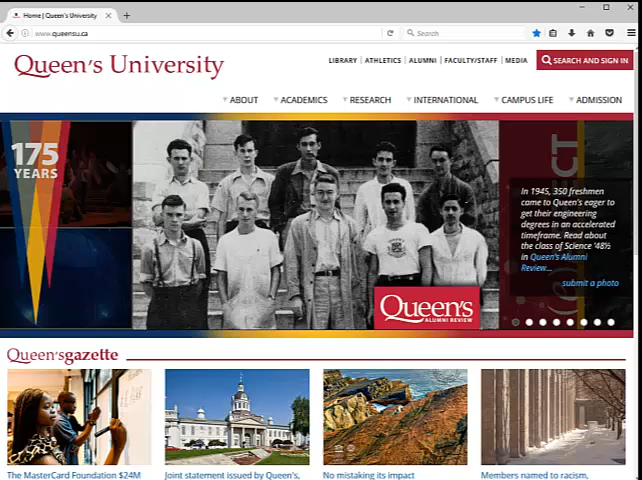 Home | Queen's University
www.queensu.ca
Search
Queen's University
LIBRARY | ATHLETICS | ALUMNI | FACULTY/STAFF | MEDIA
SEARCH AND SIGN IN
ABOUT ACADEMICS RESEARCH INTERNATIONAL CAMPUS LIFE ADMISSION
175
YEARS
In 1945, 350 freshmen
came to Queen's eager to
get their engineering
degrees in an accelerated
timeframe. Read about
the class of Science '48½
in Queen's Alumni
Review...
submit a photo
Queen's
ALUMNI REVIEW
Queen'sgazette
The MasterCard Foundation $24M
Joint statement issued by Queen's,
No mistaking its impact
Members named to racism,